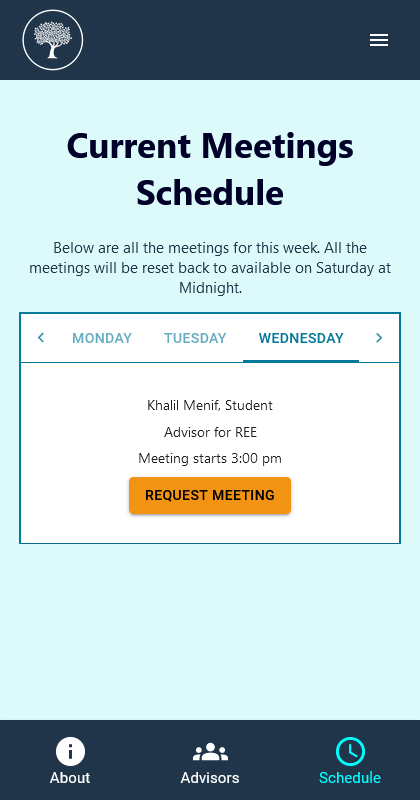 Current Meetings
Schedule
Below are all the meetings for this week. All the
meetings will be reset back to available on Saturday at
Midnight.
MONDAY TUESDAY WEDNESDAY
Khalil Menif, Student
Advisor for REE
Meeting starts 3:00 pm
REQUEST MEETING
About Advisors Schedule